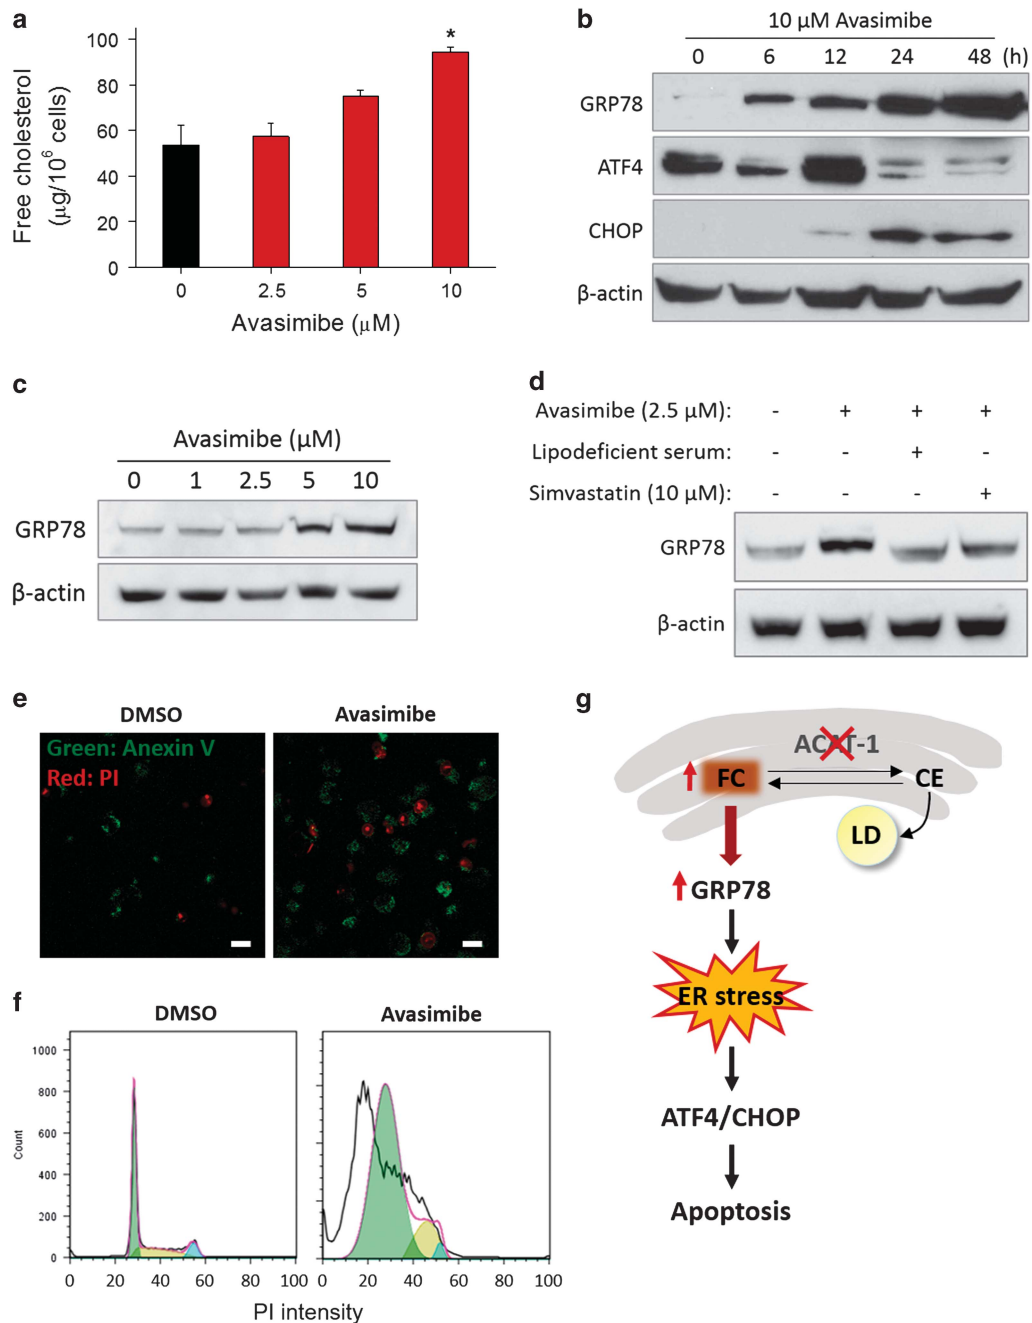 a
Free cholesterol
(μg/10⁶ cells)
100
80
60
40
20
0
*
0 2.5 5 10
Avasimibe (μM)
b
10 μM Avasimibe
0 6 12 24 48 (h)
GRP78
ATF4
CHOP
β-actin
c
Avasimibe (μM)
0 1 2.5 5 10
GRP78
β-actin
d
Avasimibe (2.5 μM): - + + +
Lipodeficient serum: - - + -
Simvastatin (10 μM): - - - +
GRP78
β-actin
e
DMSO
Green: Anexin V
Red: PI
Avasimibe
f
DMSO
Avasimibe
Count
1000
800
600
400
200
0
0 20 40 60 80 100
0 20 40 60 80 100
PI intensity
g
ACAT-1
FC
CE
LD
GRP78
ER stress
ATF4/CHOP
Apoptosis